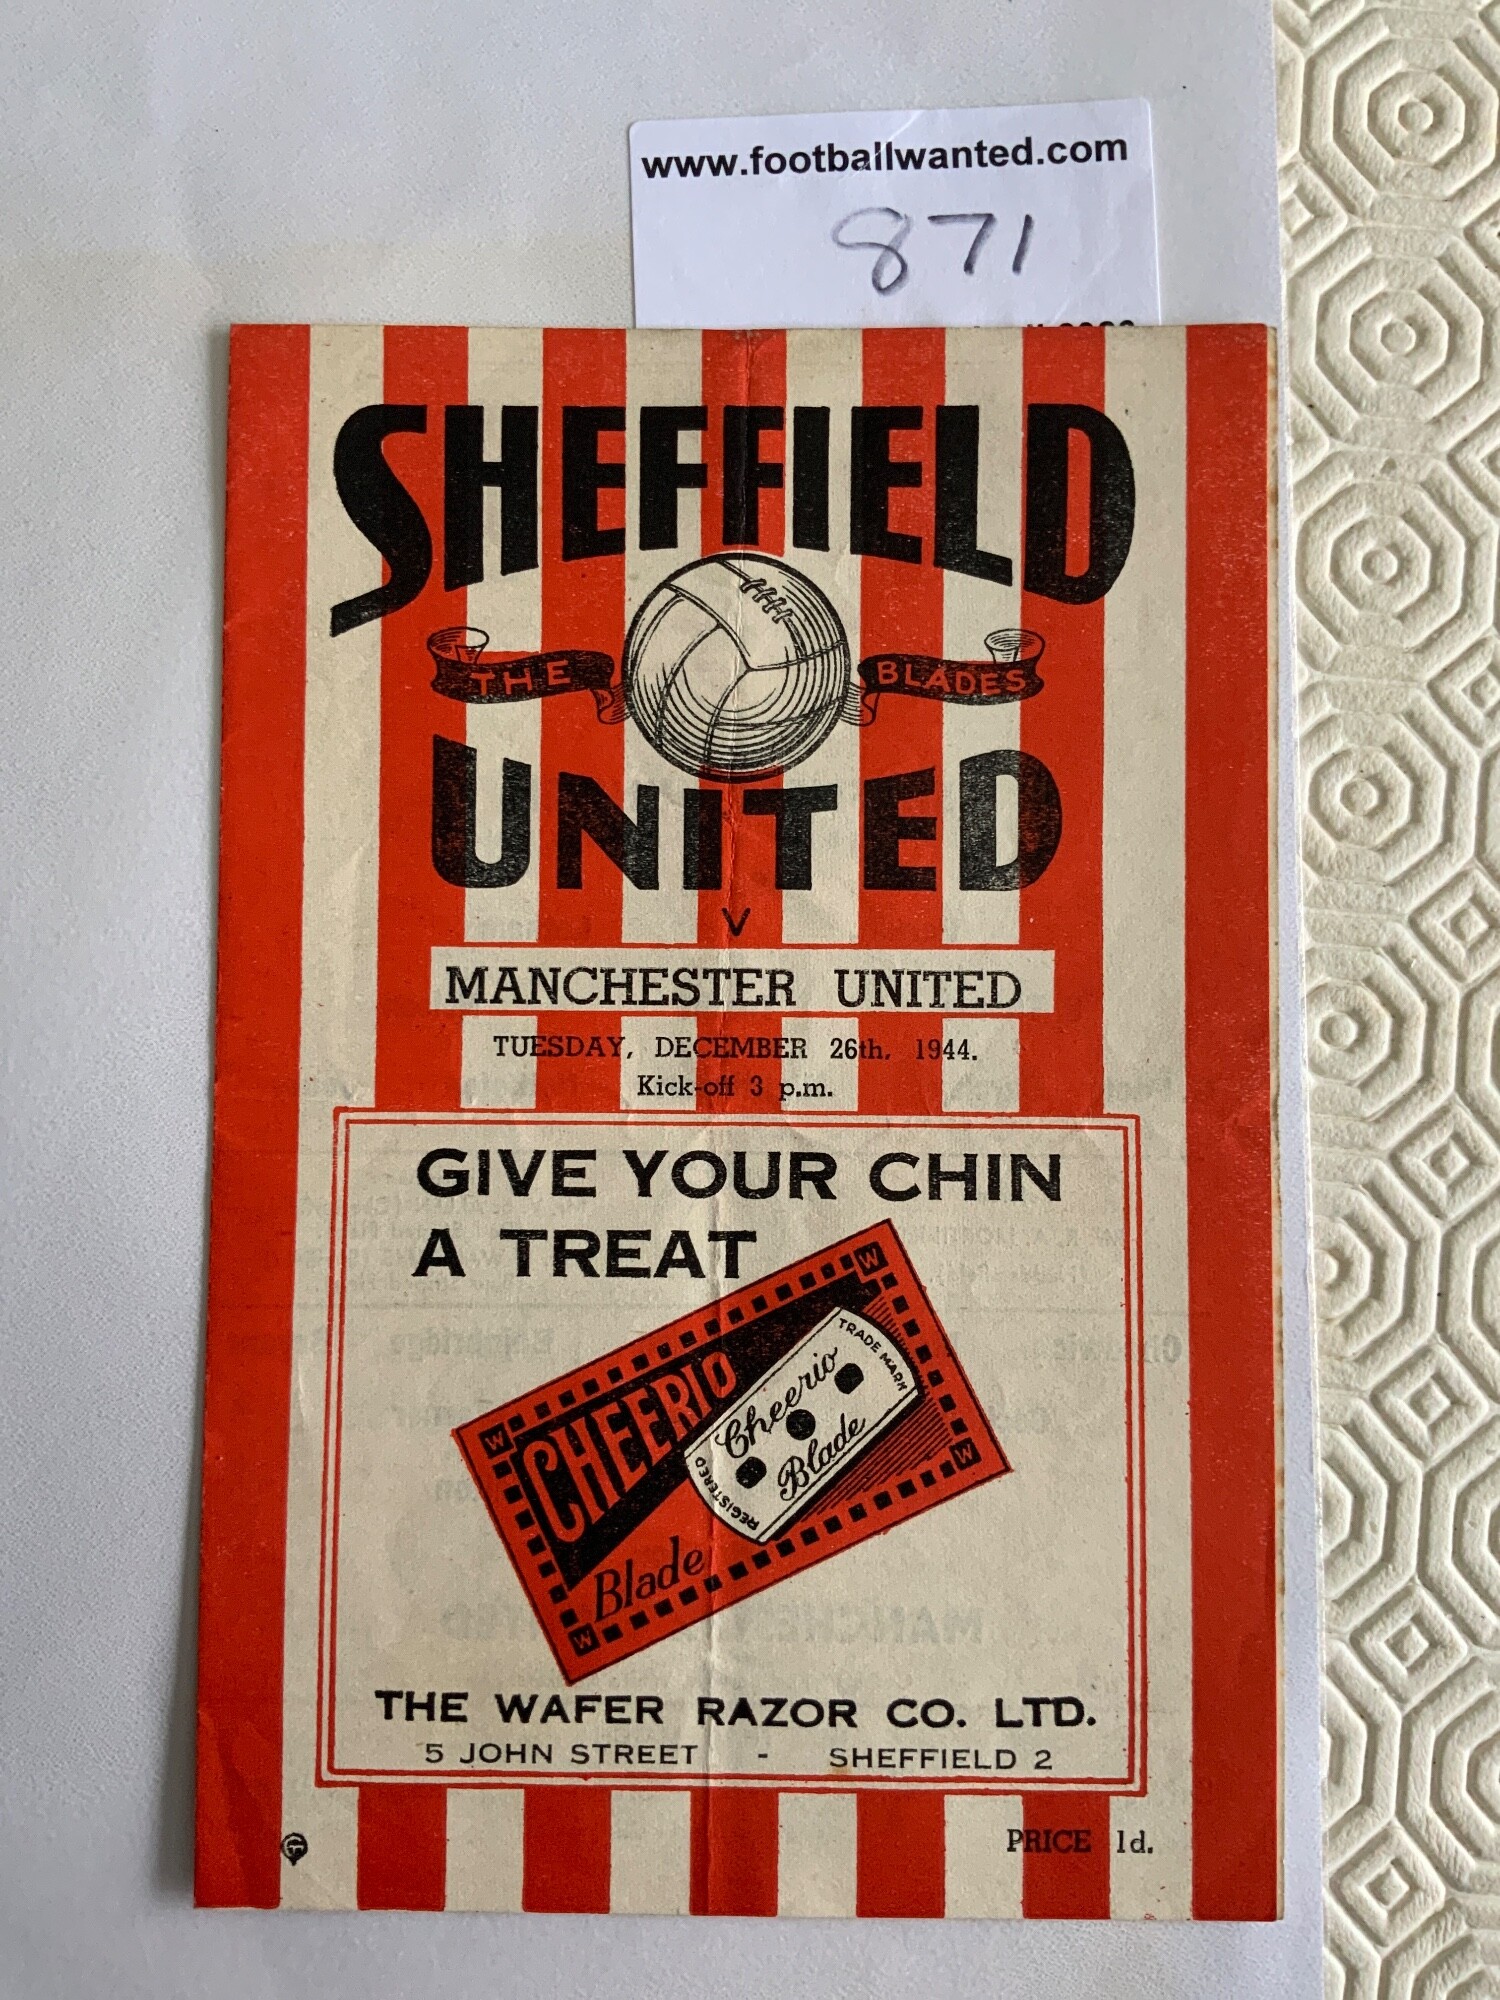 www.footballwanted.com
871
SHEFFIELD
THE BLADES
UNITED
V
MANCHESTER UNITED
TUESDAY, DECEMBER 26th, 1944.
Kick-off 3 p.m.
GIVE YOUR CHIN
A TREAT
W
W
W
W
CHEERIO
Blade
TRADE MARK
Cheerio
Blade
REGISTERED
THE WAFER RAZOR CO. LTD.
5 JOHN STREET - SHEFFIELD 2
PRICE 1d.